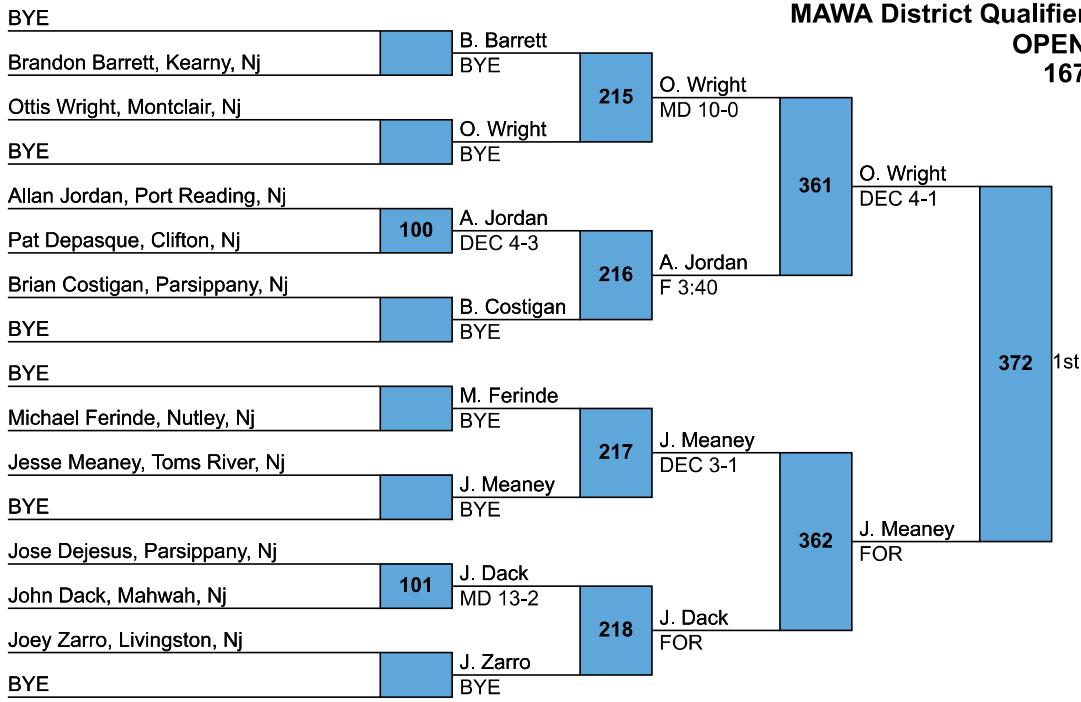 MAWA District Qualifier
OPEN
167
BYE
Brandon Barrett, Kearny, Nj
Ottis Wright, Montclair, Nj
BYE
Allan Jordan, Port Reading, Nj
Pat Depasque, Clifton, Nj
Brian Costigan, Parsippany, Nj
BYE
BYE
Michael Ferinde, Nutley, Nj
Jesse Meaney, Toms River, Nj
BYE
Jose Dejesus, Parsippany, Nj
John Dack, Mahwah, Nj
Joey Zarro, Livingston, Nj
BYE
100
101
B. Barrett
BYE
O. Wright
BYE
A. Jordan
DEC 4-3
B. Costigan
BYE
M. Ferinde
BYE
J. Meaney
BYE
J. Dack
MD 13-2
J. Zarro
BYE
215
216
217
218
O. Wright
MD 10-0
A. Jordan
F 3:40
J. Meaney
DEC 3-1
J. Dack
FOR
361
362
O. Wright
DEC 4-1
J. Meaney
FOR
372
1st